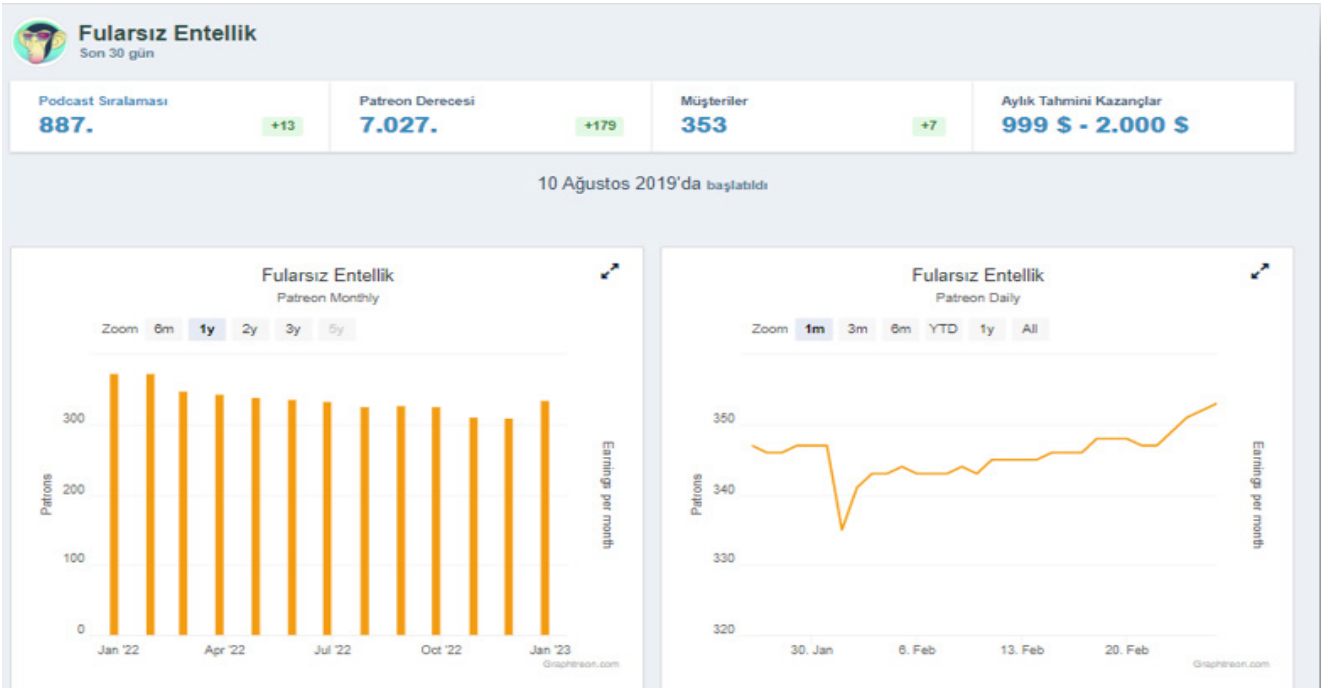 Fularsız Entellik
Son 30 gün
Podcast Sıralaması
887.
+13
Patreon Derecesi
7.027.
+179
Müşteriler
353
+7
Aylık Tahmini Kazançlar
999 $ - 2.000 $
10 Ağustos 2019'da başlatıldı
Fularsız Entellik
Patreon Monthly
Zoom 6m 1y 2y 3y 5y
300
200
100
0
Patrons
Earnings per month
Jan '22 Apr '22 Jul '22 Oct '22 Jan '23
Graphtreon.com
Fularsız Entellik
Patreon Daily
Zoom 1m 3m 6m YTD 1y All
350
340
330
320
Patrons
Earnings per month
30. Jan 6. Feb 13. Feb 20. Feb
Graphtreon.com